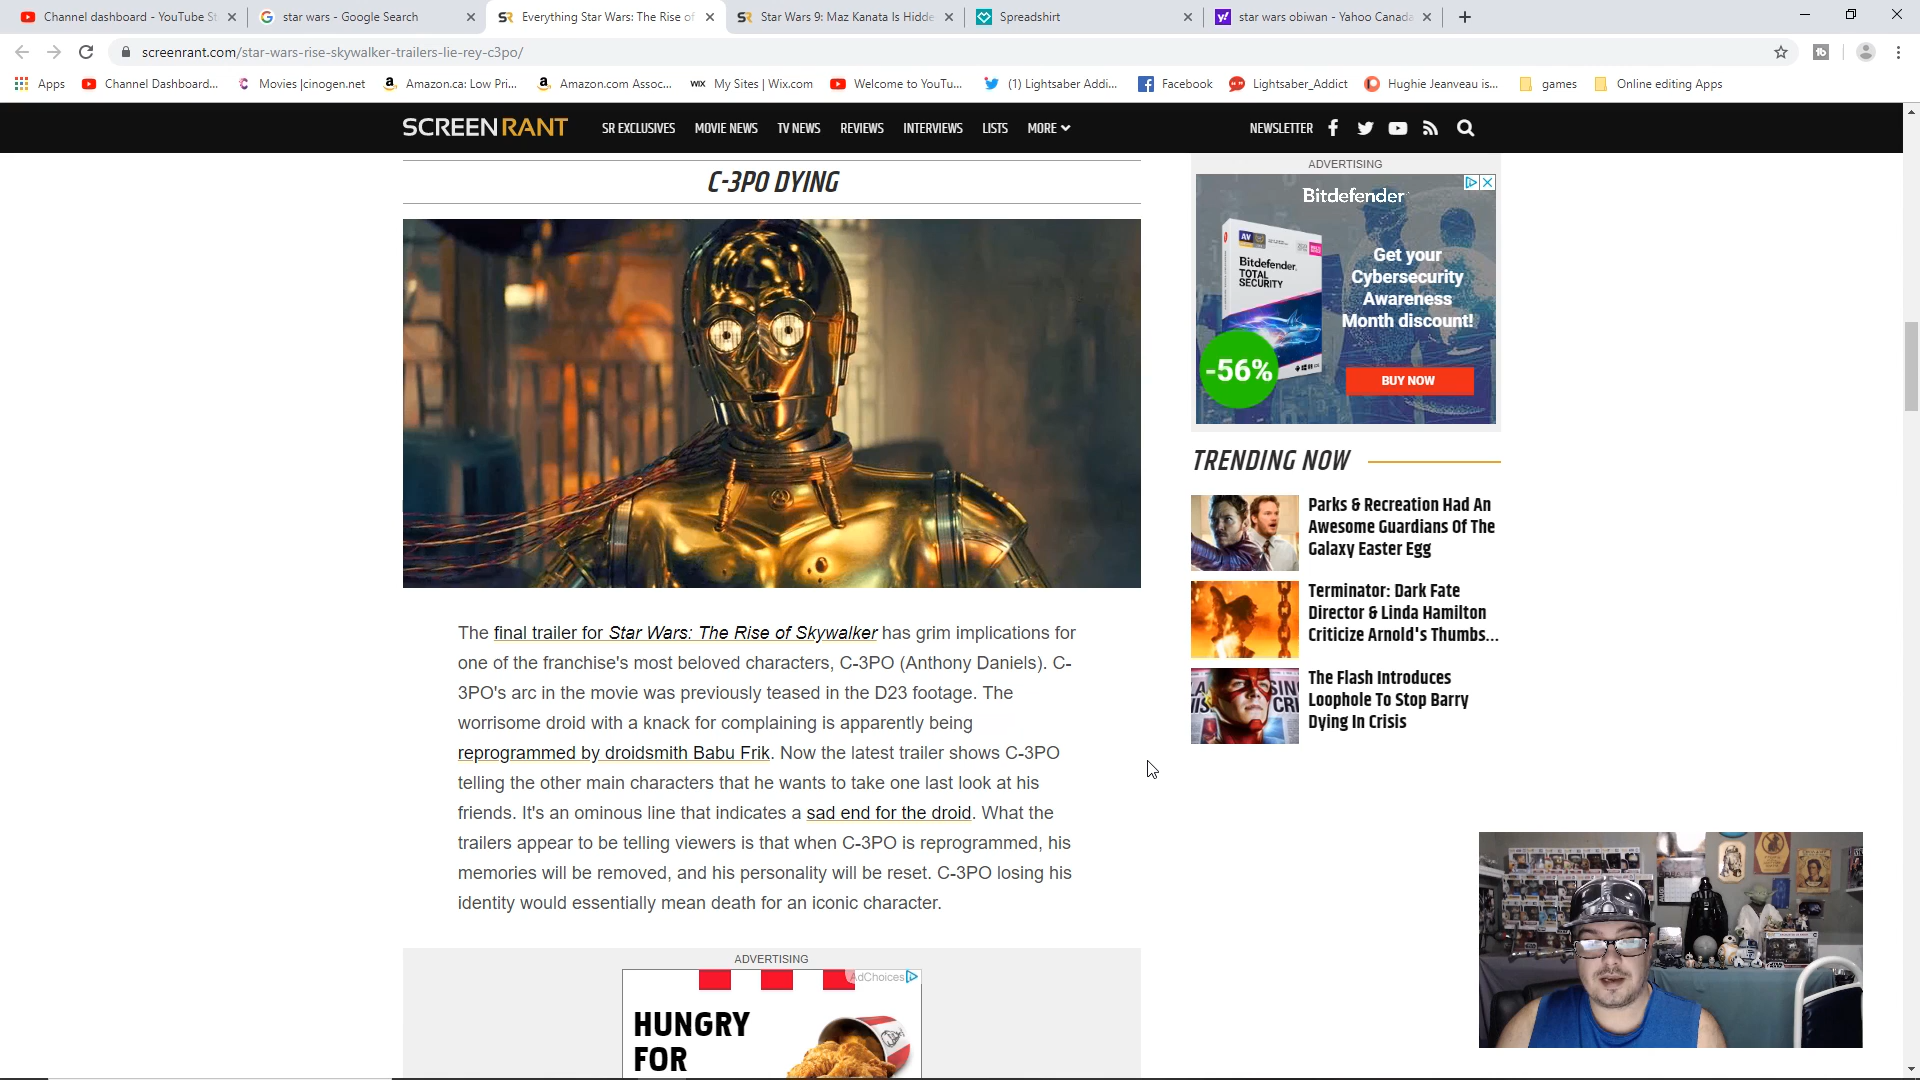 Channel dashboard - YouTube St
star wars - Google Search
Everything Star Wars: The Rise of
Star Wars 9: Maz Kanata Is Hidde
Spreadshirt
star wars obiwan - Yahoo Canada
screenrant.com/star-wars-rise-skywalker-trailers-lie-rey-c3po/
Apps
Channel Dashboard...
Movies |cinogen.net
Amazon.ca: Low Pri...
Amazon.com Assoc...
WIX My Sites | Wix.com
Welcome to YouTu...
(1) Lightsaber Addi...
Facebook
Lightsaber_Addict
Hughie Jeanveau is...
games
Online editing Apps
SCREENRANT
SR EXCLUSIVES
MOVIE NEWS
TV NEWS
REVIEWS
INTERVIEWS
LISTS
MORE
NEWSLETTER
C-3PO DYING
The final trailer for Star Wars: The Rise of Skywalker has grim implications for
one of the franchise's most beloved characters, C-3PO (Anthony Daniels). C-
3PO's arc in the movie was previously teased in the D23 footage. The
worrisome droid with a knack for complaining is apparently being
reprogrammed by droidsmith Babu Frik. Now the latest trailer shows C-3PO
telling the other main characters that he wants to take one last look at his
friends. It's an ominous line that indicates a sad end for the droid. What the
trailers appear to be telling viewers is that when C-3PO is reprogrammed, his
memories will be removed, and his personality will be reset. C-3PO losing his
identity would essentially mean death for an iconic character.
ADVERTISING
AdChoices
HUNGRY
FOR
ADVERTISING
Bitdefender
Bitdefender
TOTAL
SECURITY
-56%
Get your
Cybersecurity
Awareness
Month discount!
BUY NOW
TRENDING NOW
Parks & Recreation Had An
Awesome Guardians Of The
Galaxy Easter Egg
Terminator: Dark Fate
Director & Linda Hamilton
Criticize Arnold's Thumbs...
The Flash Introduces
Loophole To Stop Barry
Dying In Crisis